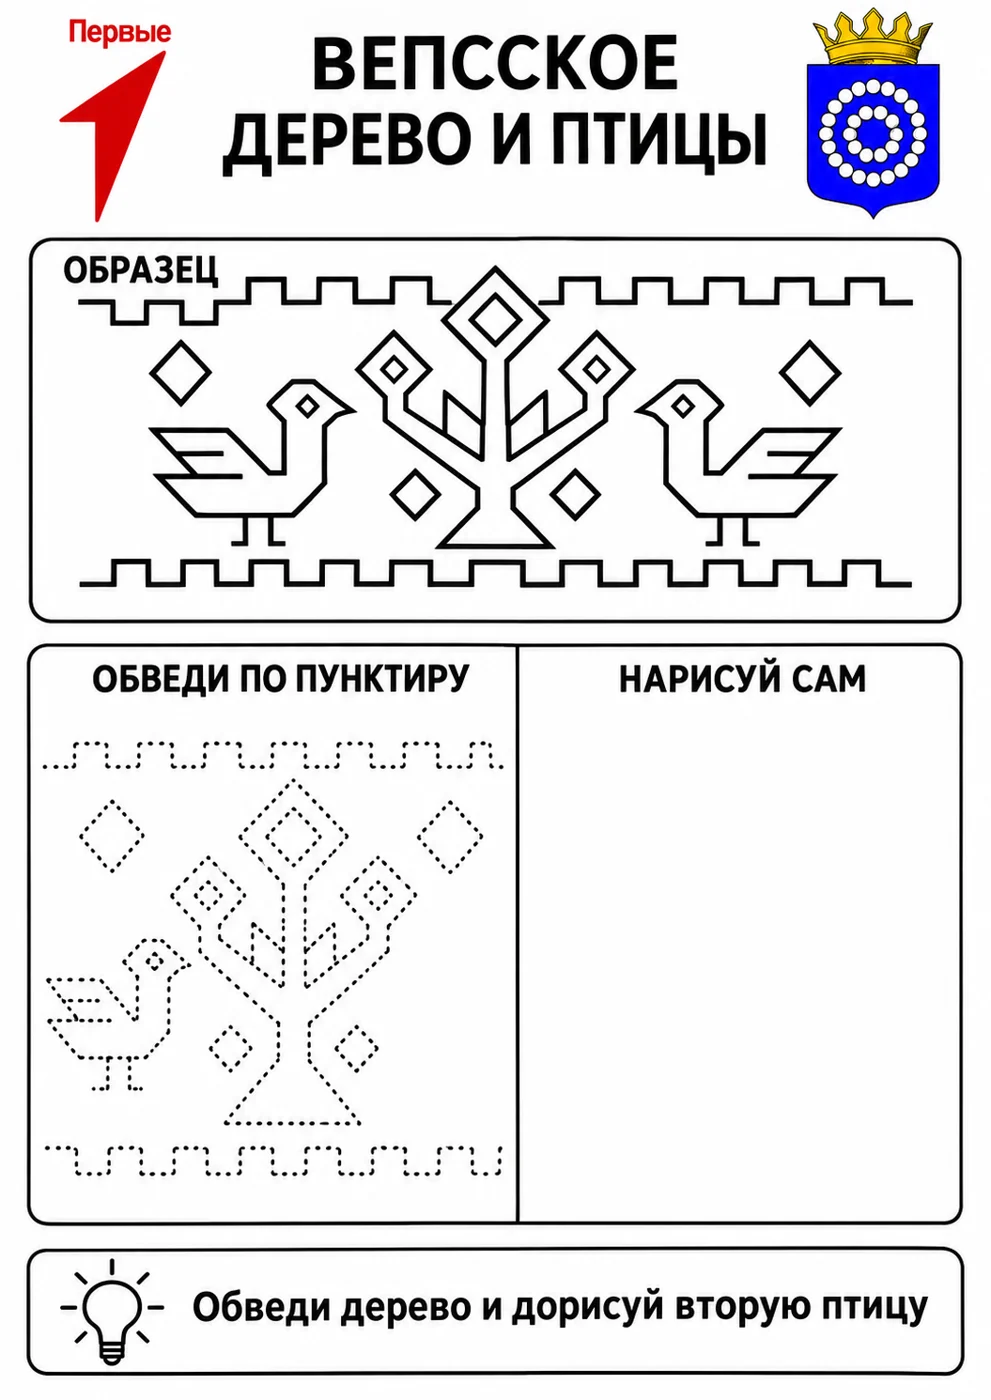 Первые
ВЕПССКОЕ
ДЕРЕВО И ПТИЦЫ
ОБРАЗЕЦ
ОБВЕДИ ПО ПУНКТИРУ
НАРИСУЙ САМ
Обведи дерево и дорисуй вторую птицу